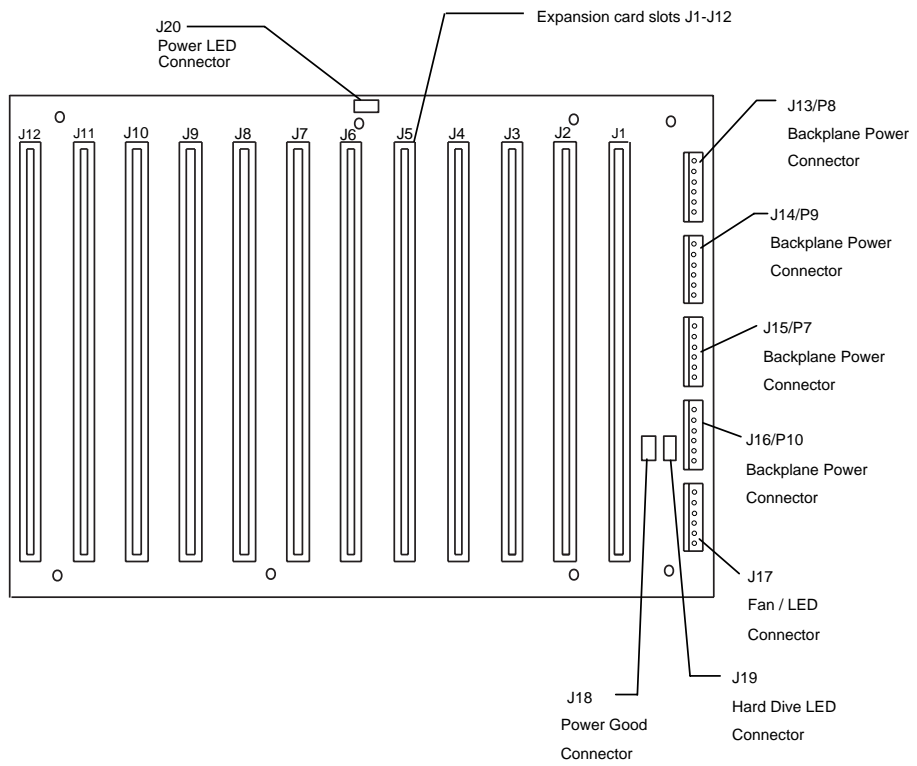 Expansion card slots J1-J12
J20
Power LED
Connector
J12
J11
J10
J9
J8
J7
J6
J5
J4
J3
J2
J1
J13/P8
Backplane Power
Connector
J14/P9
Backplane Power
Connector
J15/P7
Backplane Power
Connector
J16/P10
Backplane Power
Connector
J17
Fan / LED
Connector
J19
Hard Dive LED
Connector
J18
Power Good
Connector